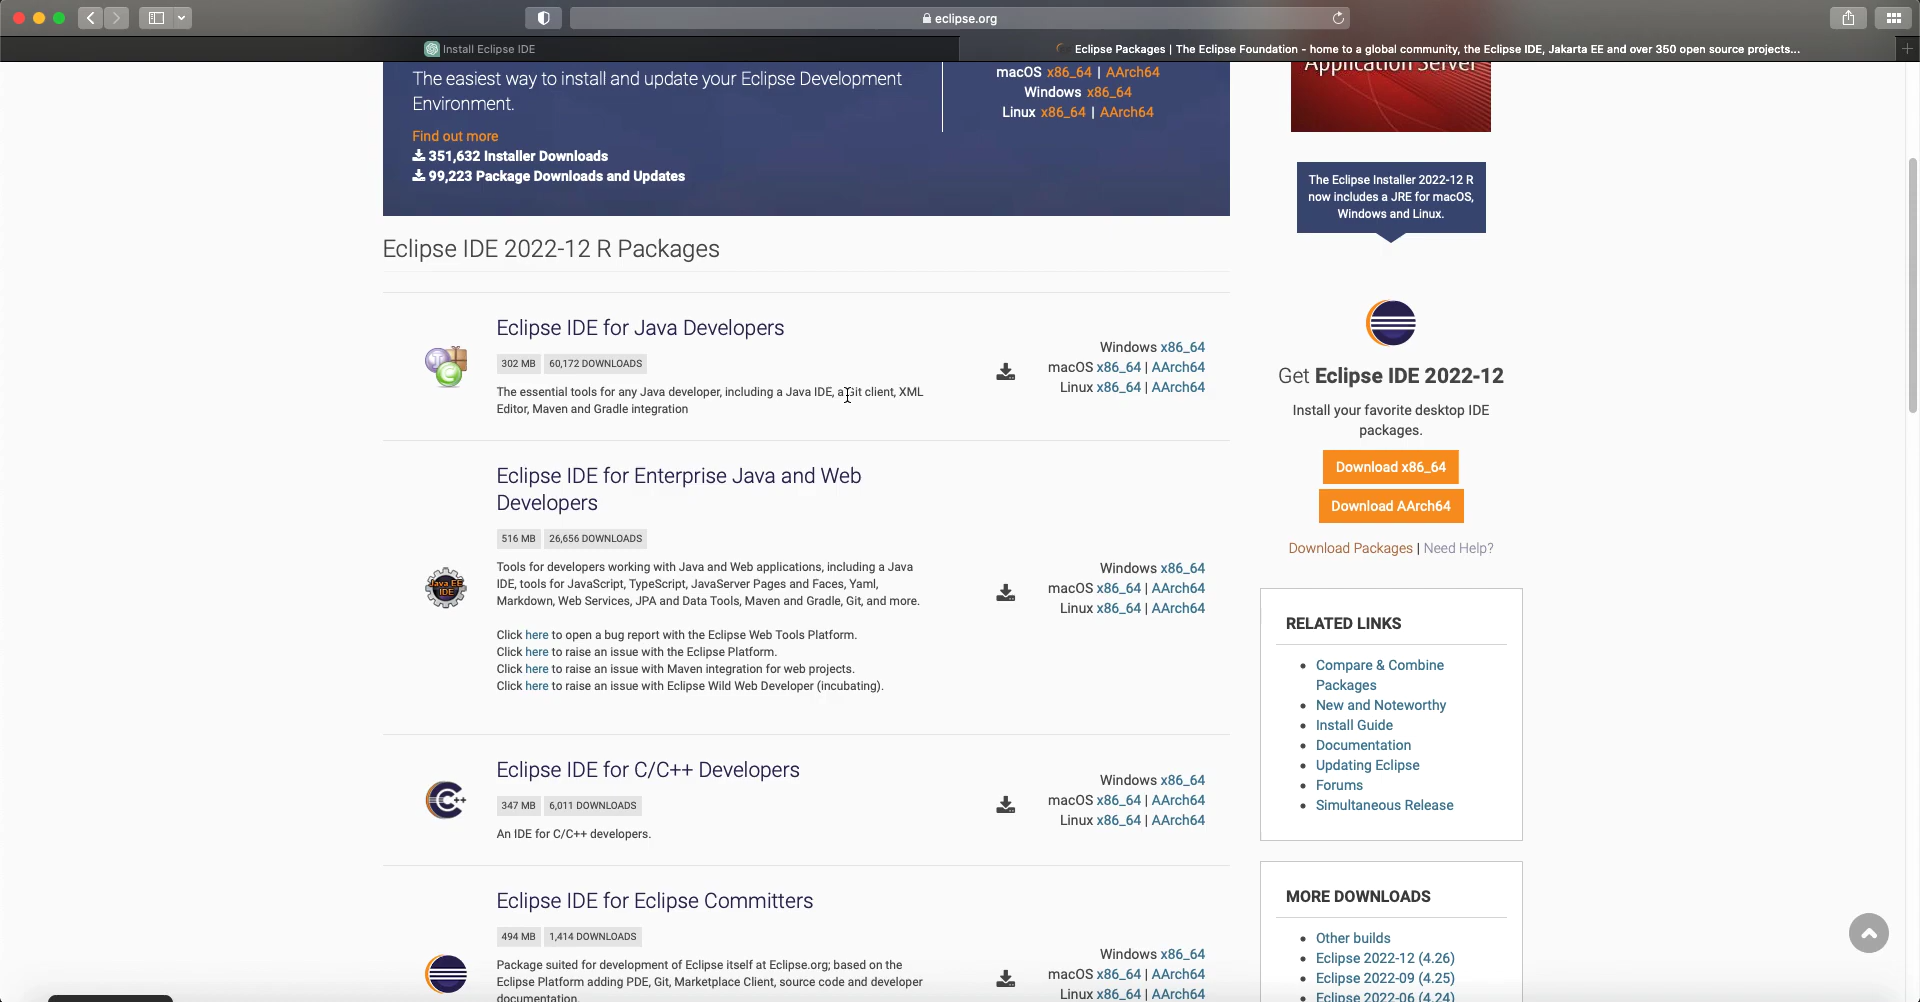 eclipse.org
Install Eclipse IDE
Eclipse Packages | The Eclipse Foundation - home to a global community, the Eclipse IDE, Jakarta EE and over 350 open source projects...
The easiest way to install and update your Eclipse Development
Environment.
Find out more
351,632 Installer Downloads
99,223 Package Downloads and Updates
macOS x86_64 | AArch64
Windows x86_64
Linux x86_64 | AArch64
Application Server
The Eclipse Installer 2022-12 R
now includes a JRE for macOS,
Windows and Linux.
Eclipse IDE 2022-12 R Packages
Eclipse IDE for Java Developers
302 MB 60,172 DOWNLOADS
The essential tools for any Java developer, including a Java IDE, a Git client, XML
Editor, Maven and Gradle integration
Windows x86_64
macOS x86_64 | AArch64
Linux x86_64 | AArch64
Eclipse IDE for Enterprise Java and Web
Developers
516 MB 26,656 DOWNLOADS
Java EE
IDE
Tools for developers working with Java and Web applications, including a Java
IDE, tools for JavaScript, TypeScript, JavaServer Pages and Faces, Yaml,
Markdown, Web Services, JPA and Data Tools, Maven and Gradle, Git, and more.
Click here to open a bug report with the Eclipse Web Tools Platform.
Click here to raise an issue with the Eclipse Platform.
Click here to raise an issue with Maven integration for web projects.
Click here to raise an issue with Eclipse Wild Web Developer (incubating).
Windows x86_64
macOS x86_64 | AArch64
Linux x86_64 | AArch64
Eclipse IDE for C/C++ Developers
347 MB 6,011 DOWNLOADS
C++
An IDE for C/C++ developers.
Windows x86_64
macOS x86_64 | AArch64
Linux x86_64 | AArch64
Eclipse IDE for Eclipse Committers
494 MB 1,414 DOWNLOADS
Package suited for development of Eclipse itself at Eclipse.org; based on the
Eclipse Platform adding PDE, Git, Marketplace Client, source code and developer
documentation.
Windows x86_64
macOS x86_64 | AArch64
Linux x86_64 | AArch64
Get Eclipse IDE 2022-12
Install your favorite desktop IDE
packages.
Download x86_64
Download AArch64
Download Packages | Need Help?
RELATED LINKS
Compare & Combine
Packages
New and Noteworthy
Install Guide
Documentation
Updating Eclipse
Forums
Simultaneous Release
MORE DOWNLOADS
Other builds
Eclipse 2022-12 (4.26)
Eclipse 2022-09 (4.25)
Eclipse 2022-06 (4.24)